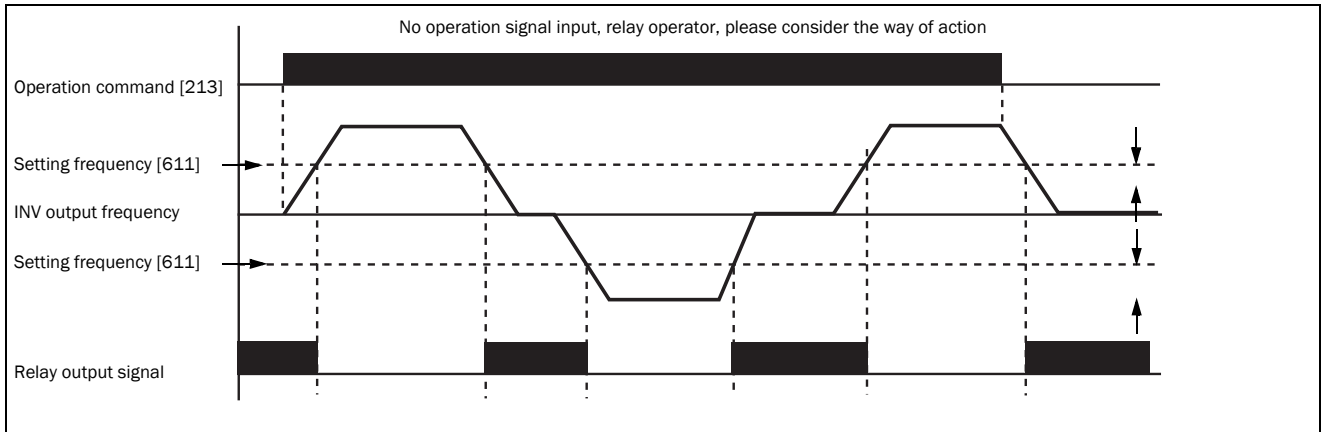 No operation signal input, relay operator, please consider the way of action
Operation command [213]
Setting frequency [611]
INV output frequency
Setting frequency [611]
Relay output signal